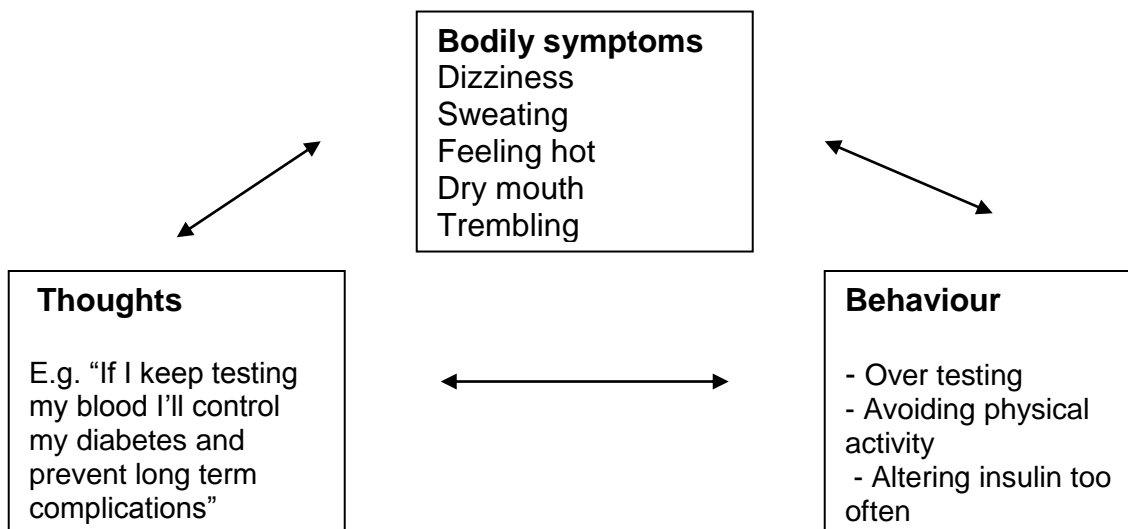 Bodily symptoms
Dizziness
Sweating
Feeling hot
Dry mouth
Trembling
Thoughts
E.g. “If I keep testing
my blood I’ll control
my diabetes and
prevent long term
complications”
Behaviour
- Over testing
- Avoiding physical
activity
- Altering insulin too
often